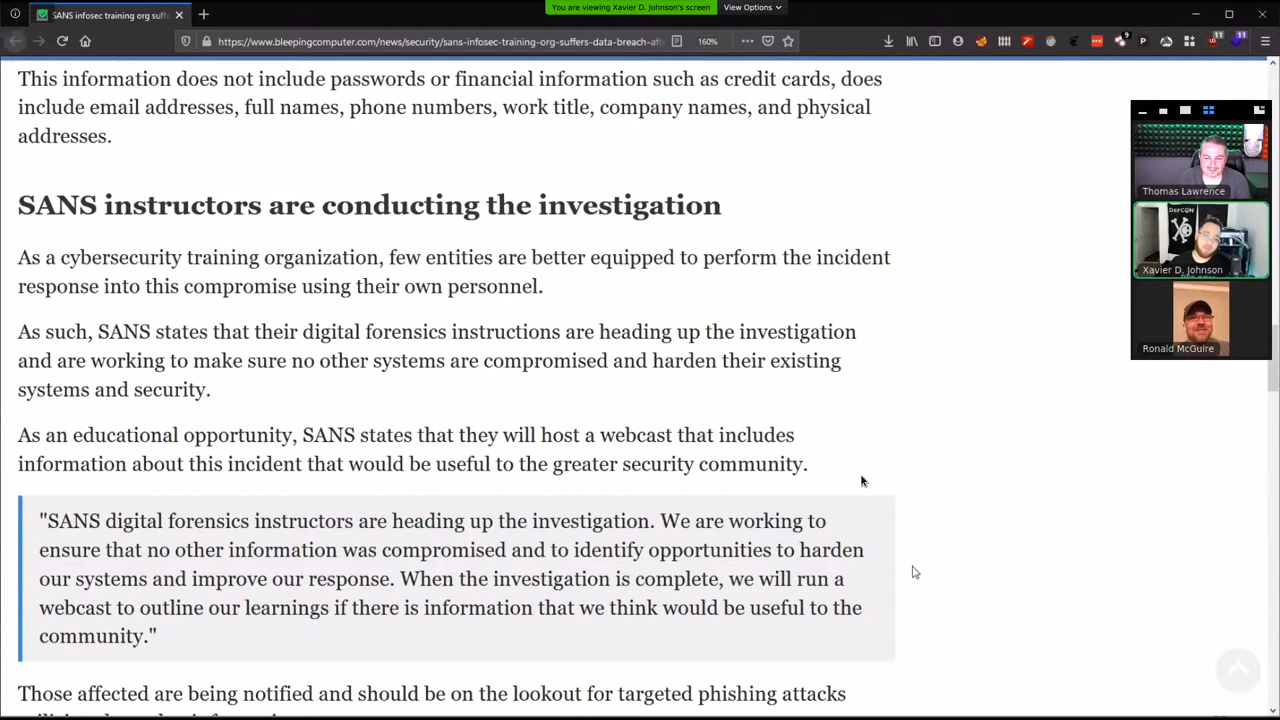 You are viewing Xavier D. Johnson's screen
View Options
SANS infosec training org suffe
https://www.bleepingcomputer.com/news/security/sans-infosec-training-org-suffers-data-breach-aft
160%
9
11
11
This information does not include passwords or financial information such as credit cards, does
include email addresses, full names, phone numbers, work title, company names, and physical
addresses.
SANS instructors are conducting the investigation
As a cybersecurity training organization, few entities are better equipped to perform the incident
response into this compromise using their own personnel.
As such, SANS states that their digital forensics instructions are heading up the investigation
and are working to make sure no other systems are compromised and harden their existing
systems and security.
As an educational opportunity, SANS states that they will host a webcast that includes
information about this incident that would be useful to the greater security community.
"SANS digital forensics instructors are heading up the investigation. We are working to
ensure that no other information was compromised and to identify opportunities to harden
our systems and improve our response. When the investigation is complete, we will run a
webcast to outline our learnings if there is information that we think would be useful to the
community."
Those affected are being notified and should be on the lookout for targeted phishing attacks
Thomas Lawrence
DEFCON
Xavier D. Johnson
Ronald McGuire